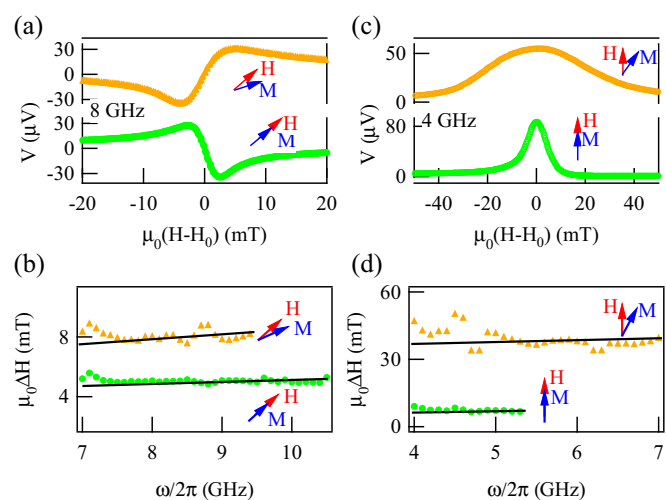 (a)
30
0
-30
8 GHz
H
M
30
0
-30
H
M
V (μV)
-20 -10 0 10 20
μ0(H-H0) (mT)
(c)
50
0
H
M
4 GHz
80
0
H
M
V (μV)
-40 -20 0 20 40
μ0(H-H0) (mT)
(b)
8
4
H
M
H
M
μ0ΔH (mT)
7 8 9 10
ω/2π (GHz)
(d)
60
30
0
H
M
H
M
μ0ΔH (mT)
4 5 6 7
ω/2π (GHz)